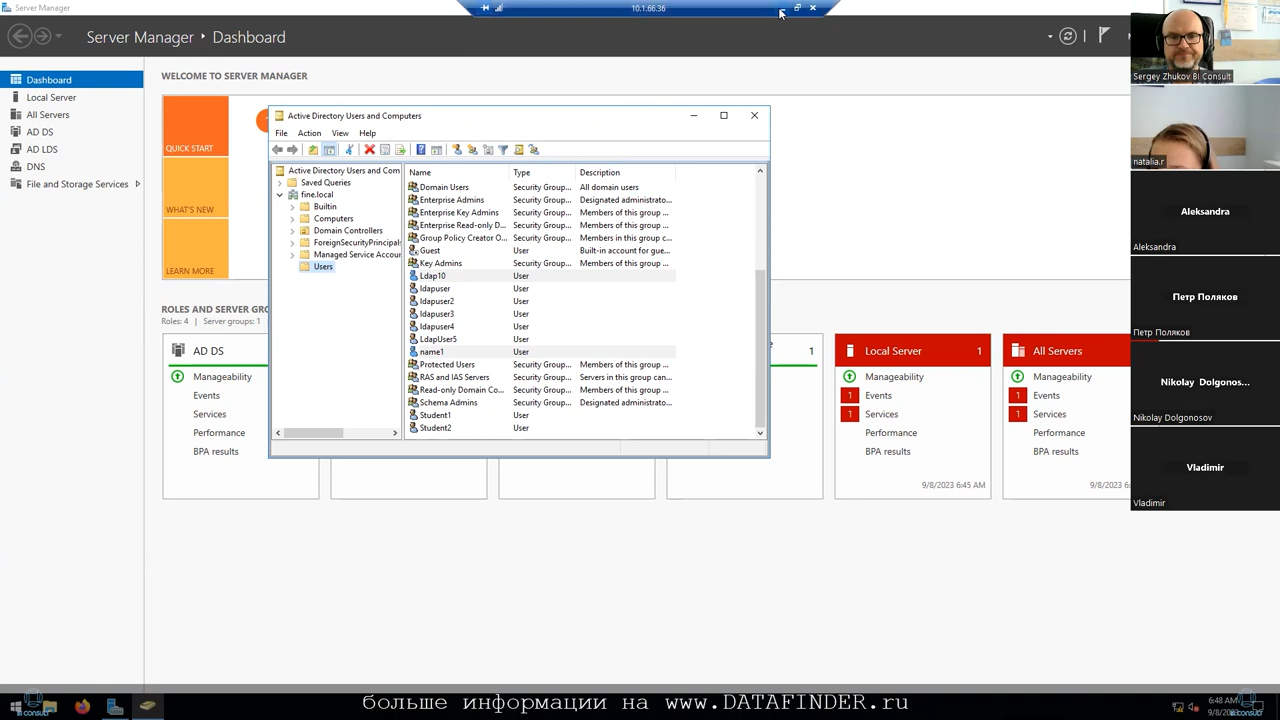 Server Manager
10.1.66.36
Server Manager • Dashboard
Dashboard
Local Server
All Servers
AD DS
AD LDS
DNS
File and Storage Services
WELCOME TO SERVER MANAGER
QUICK START
WHAT'S NEW
LEARN MORE
Active Directory Users and Computers
File Action View Help
Active Directory Users and Com
Saved Queries
fine.local
Builtin
Computers
Domain Controllers
ForeignSecurityPrincipals
Managed Service Accour
Users
Name Type Description
Domain Users Security Group... All domain users
Enterprise Admins Security Group... Designated administrato...
Enterprise Key Admins Security Group... Members of this group ...
Enterprise Read-only D... Security Group... Members of this group ...
Group Policy Creator O... Security Group... Members in this group c...
Guest User Built-in account for gue...
Key Admins Security Group... Members of this group ...
Ldap10 User
ldapuser User
ldapuser2 User
ldapuser3 User
ldapuser4 User
LdapUser5 User
name1 User
Protected Users Security Group... Members of this group ...
RAS and IAS Servers Security Group... Servers in this group can...
Read-only Domain Co... Security Group... Members of this group ...
Schema Admins Security Group... Designated administrato...
Student1 User
Student2 User
ROLES AND SERVER GR
Roles: 4 | Server groups: 1
AD DS
Manageability
Events
Services
Performance
BPA results
1
Local Server 1
Manageability
1 Events
1 Services
Performance
BPA results
9/8/2023 6:45 AM
All Servers
Manageability
1 Events
1 Services
Performance
BPA results
9/8/2023 6:45 AM
Sergey Zhukov BI Consult
natalia.r
Aleksandra
Aleksandra
Петр Поляков
Петр Поляков
Nikolay Dolgonos...
Nikolay Dolgonosov
Vladimir
Vladimir
больше информации на www.DATAFINDER.ru
6:48 AM